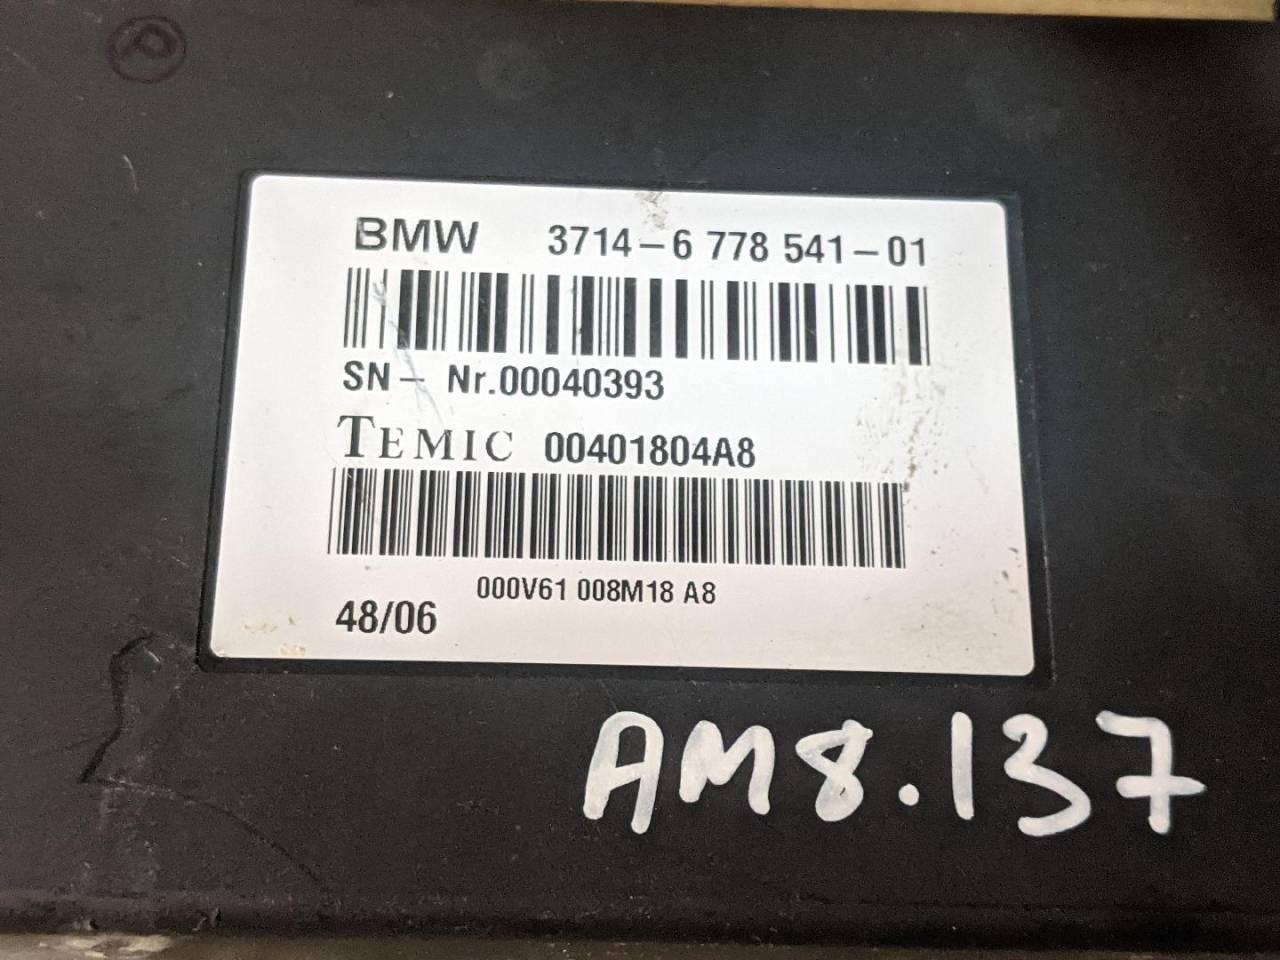 P
BMW 3714-6 778 541-01
SN- Nr.00040393
TEMIC 00401804A8
000V61 008M18 A8
48/06
AM8.137